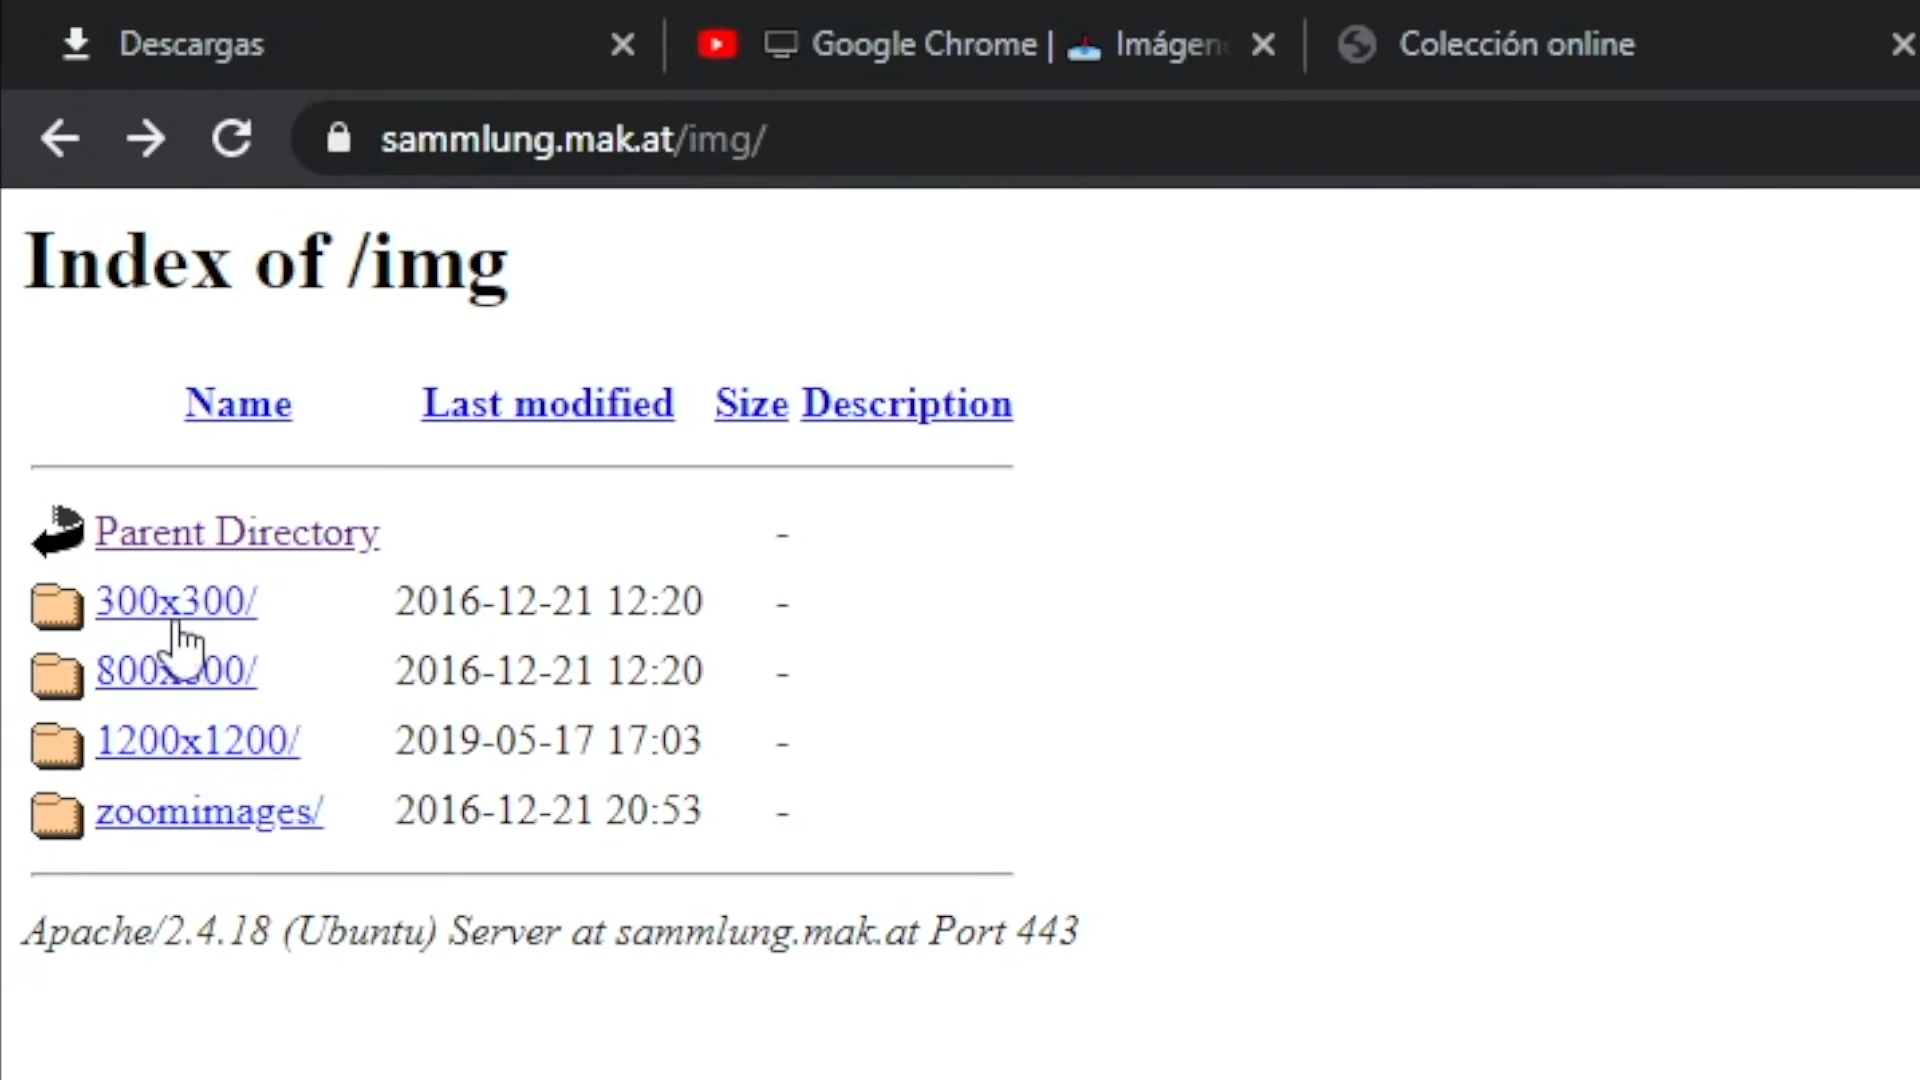 Descargas
Google Chrome | Imágen
Colección online
sammlung.mak.at/img/
Index of /img
Name Last modified Size Description
Parent Directory -
300x300/ 2016-12-21 12:20 -
800x800/ 2016-12-21 12:20 -
1200x1200/ 2019-05-17 17:03 -
zoomimages/ 2016-12-21 20:53 -
Apache/2.4.18 (Ubuntu) Server at sammlung.mak.at Port 443